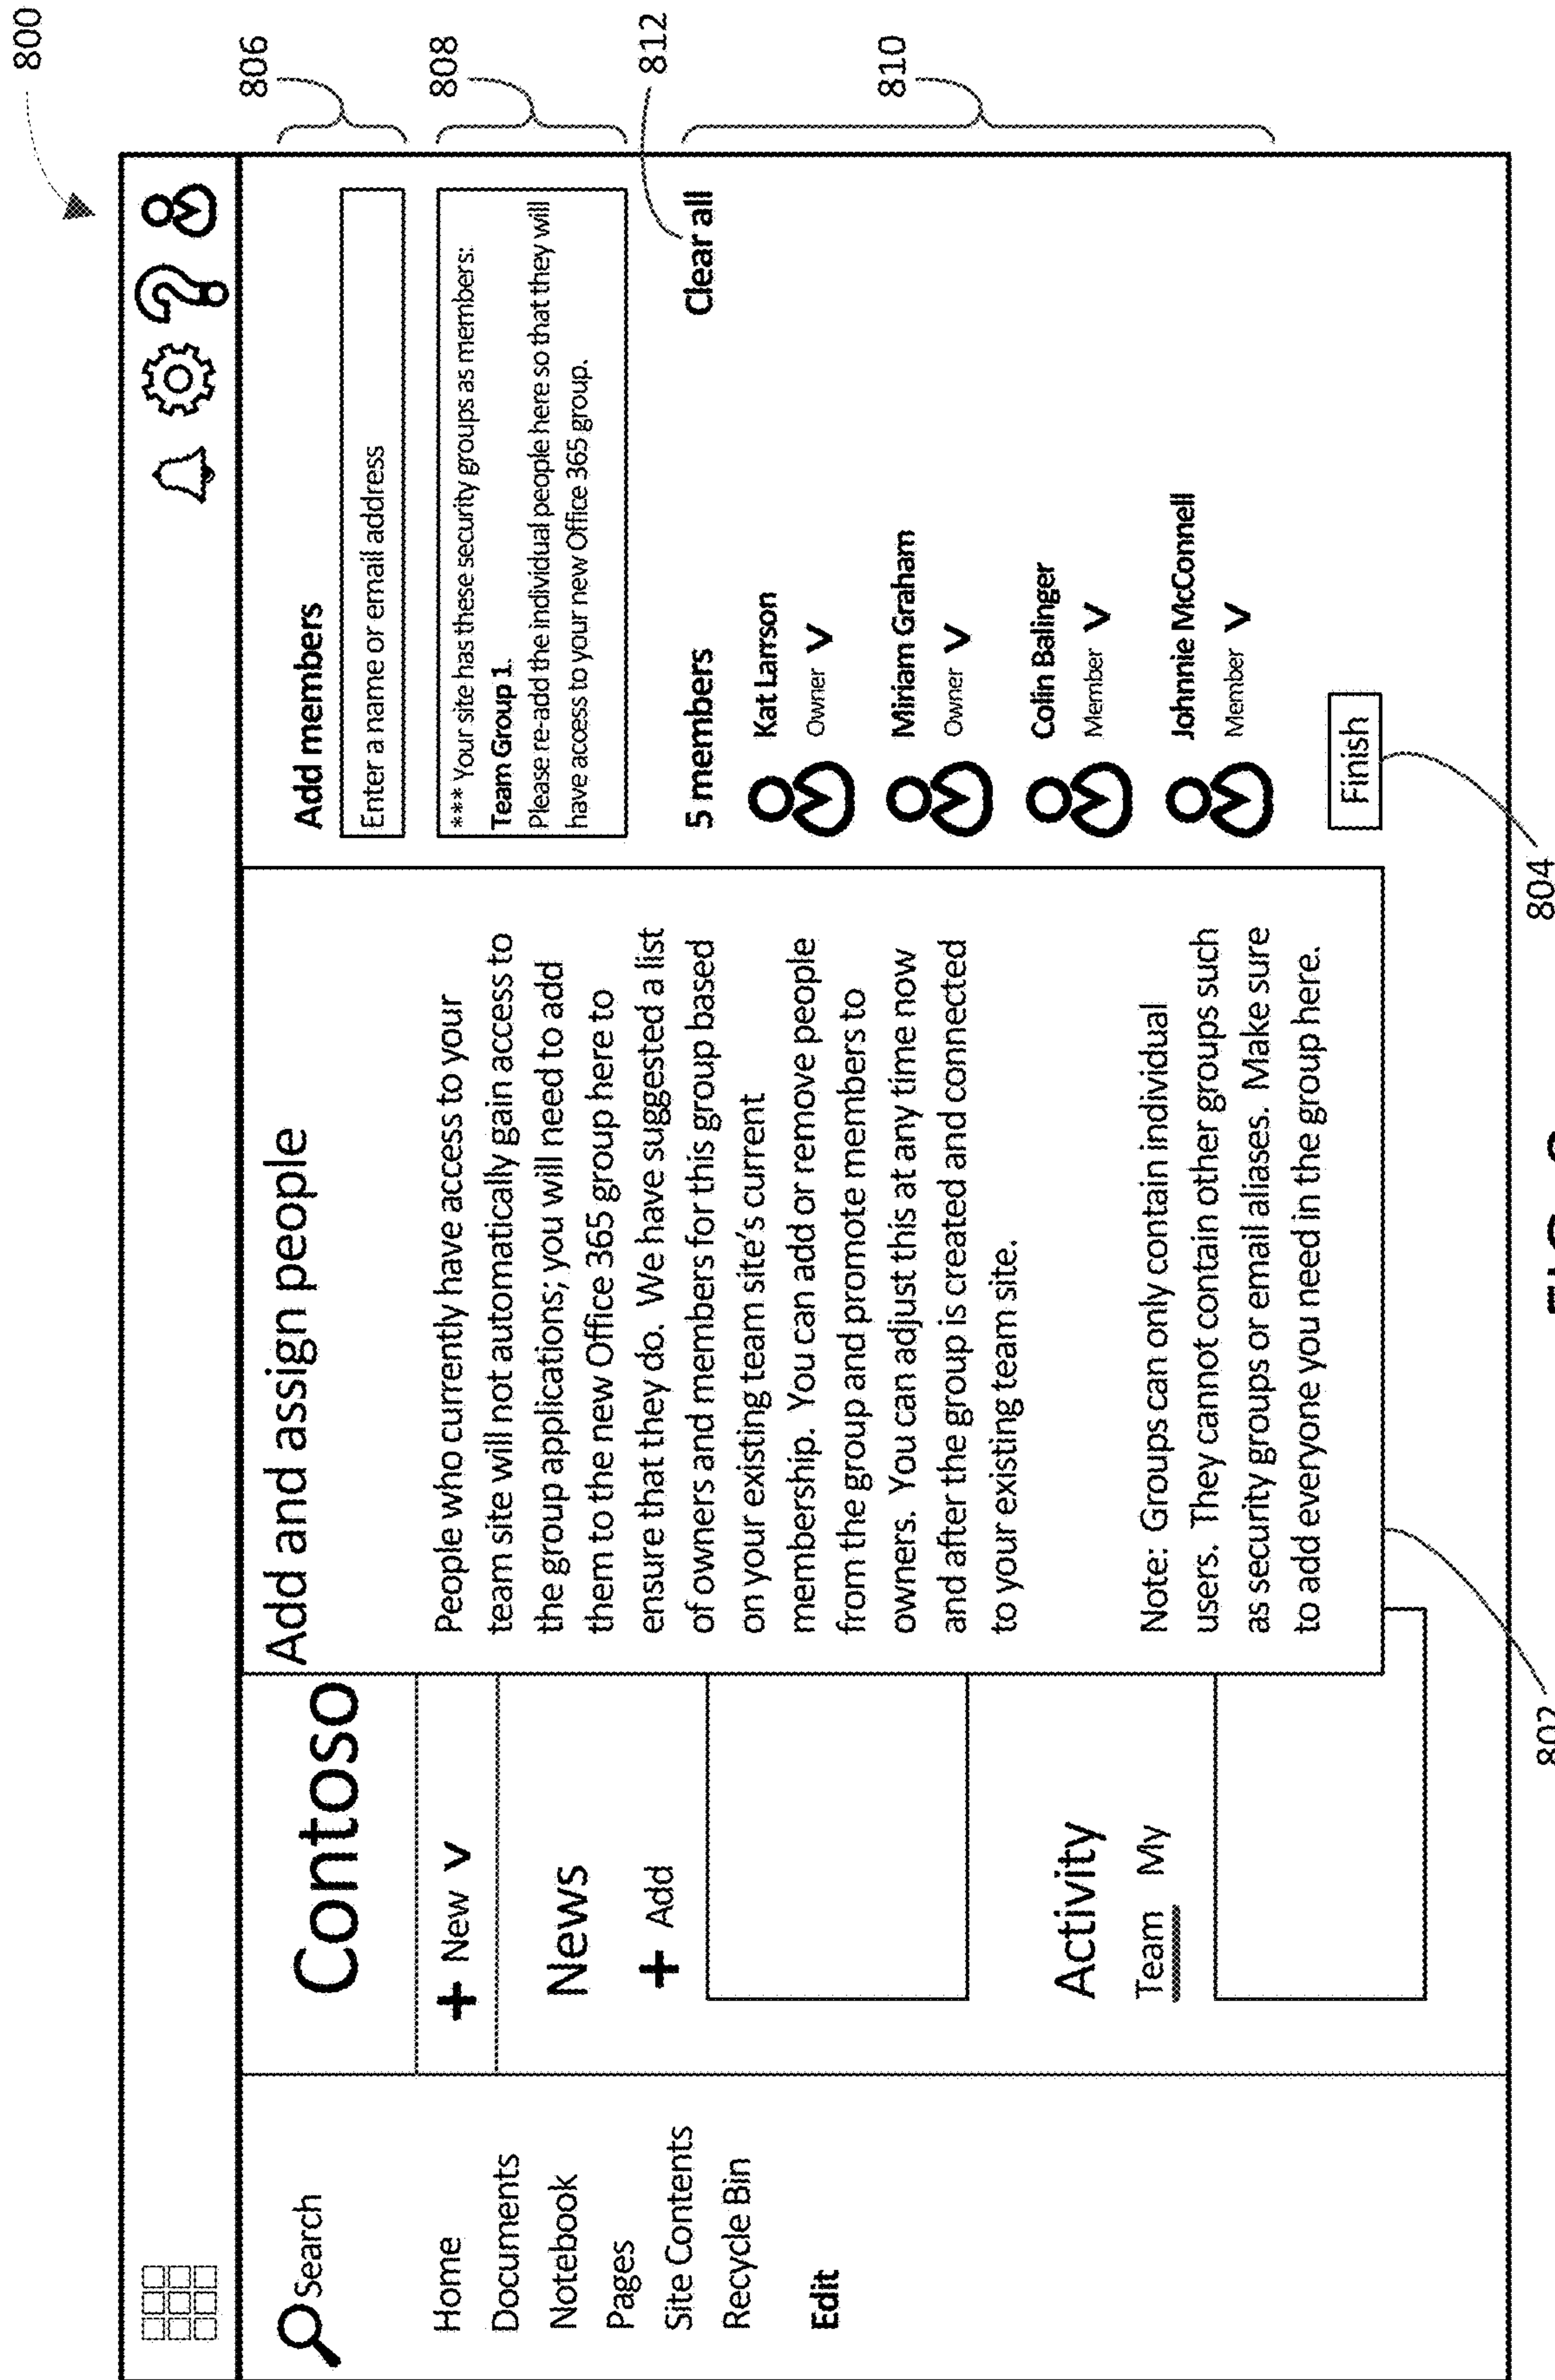 800
Search
Home
Documents
Notebook
Pages
Site Contents
Recycle Bin
Edit
Contoso
+ New v
News
+ Add
Activity
Team My
Add and assign people
People who currently have access to your
team site will not automatically gain access to
the group applications; you will need to add
them to the new Office 365 group here to
ensure that they do. We have suggested a list
of owners and members for this group based
on your existing team site's current
membership. You can add or remove people
from the group and promote members to
owners. You can adjust this at any time now
and after the group is created and connected
to your existing team site.
Note: Groups can only contain individual
users. They cannot contain other groups such
as security groups or email aliases. Make sure
to add everyone you need in the group here.
Add members
Enter a name or email address
*** Your site has these security groups as members:
Team Group 1.
Please re-add the individual people here so that they will
have access to your new Office 365 group.
5 members Clear all
Kat Larrson
Owner v
Miriam Graham
Owner v
Colin Balinger
Member v
Johnnie McConnell
Member v
Finish
806
808
812
810
802
804